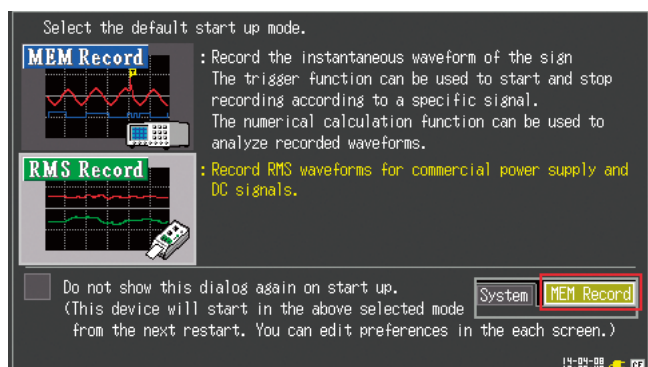 Select the default start up mode.
MEM Record
: Record the instantaneous waveform of the sign
The trigger function can be used to start and stop
recording according to a specific signal.
The numerical calculation function can be used to
analyze recorded waveforms.
RMS Record
: Record RMS waveforms for commercial power supply and
DC signals.
Do not show this dialog again on start up.
(This device will start in the above selected mode
from the next restart. You can edit preferences in the each screen.)
System
MEM Record
14-04-08
CF